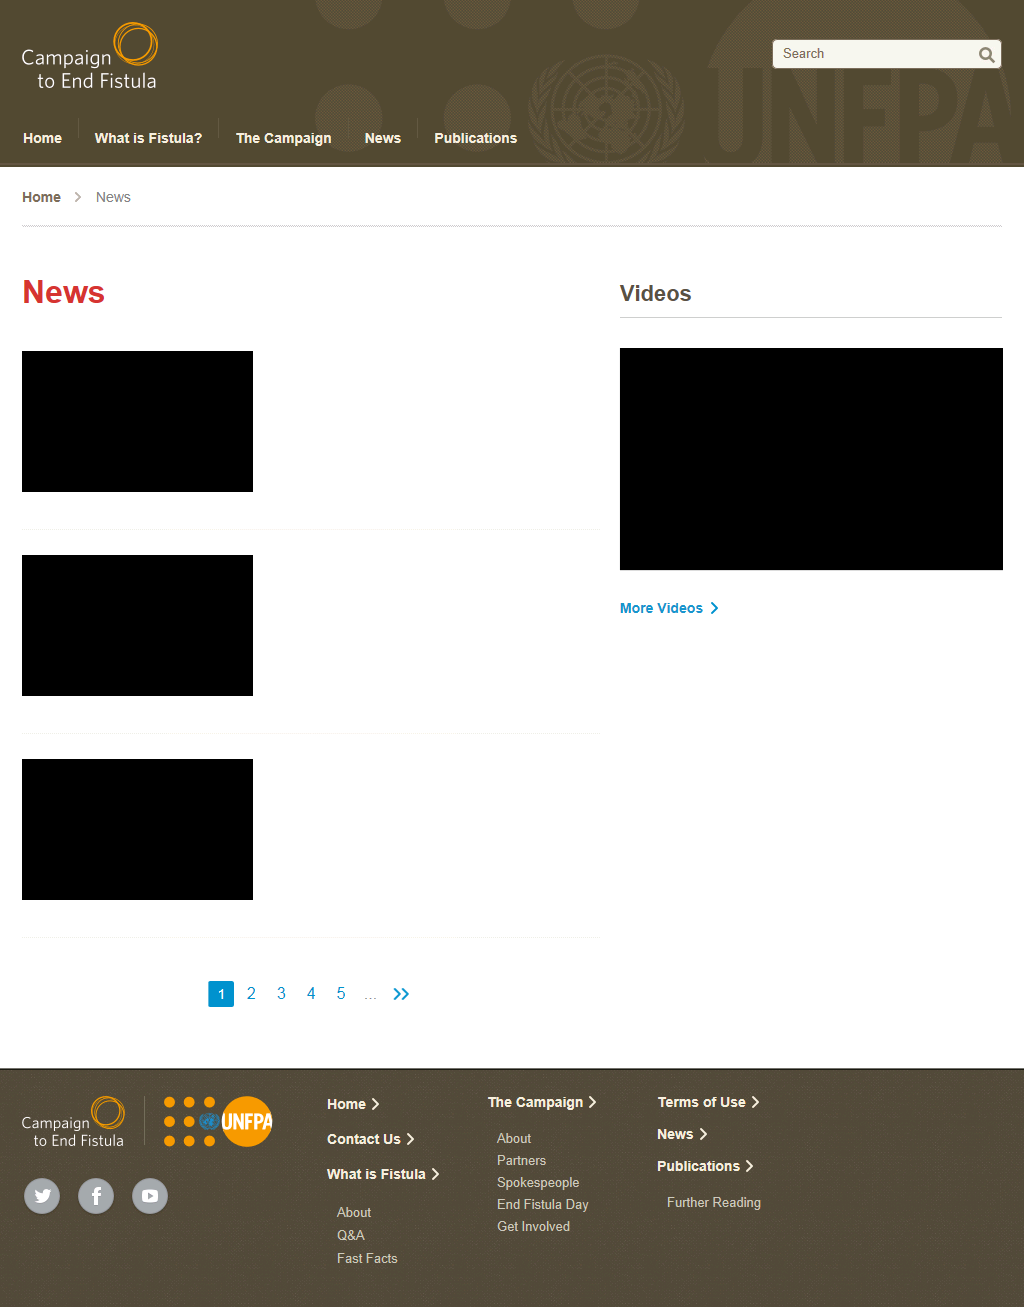 Campaign
to End Fistula
Search
UNFPA
Home
What is Fistula?
The Campaign
News
Publications
Home
News
News
Videos
More Videos
1 2 3 4 5 ...
Campaign
to End Fistula
UNFPA
Home
Contact Us
What is Fistula
About
Q&A
Fast Facts
The Campaign
About
Partners
Spokespeople
End Fistula Day
Get Involved
Terms of Use
News
Publications
Further Reading